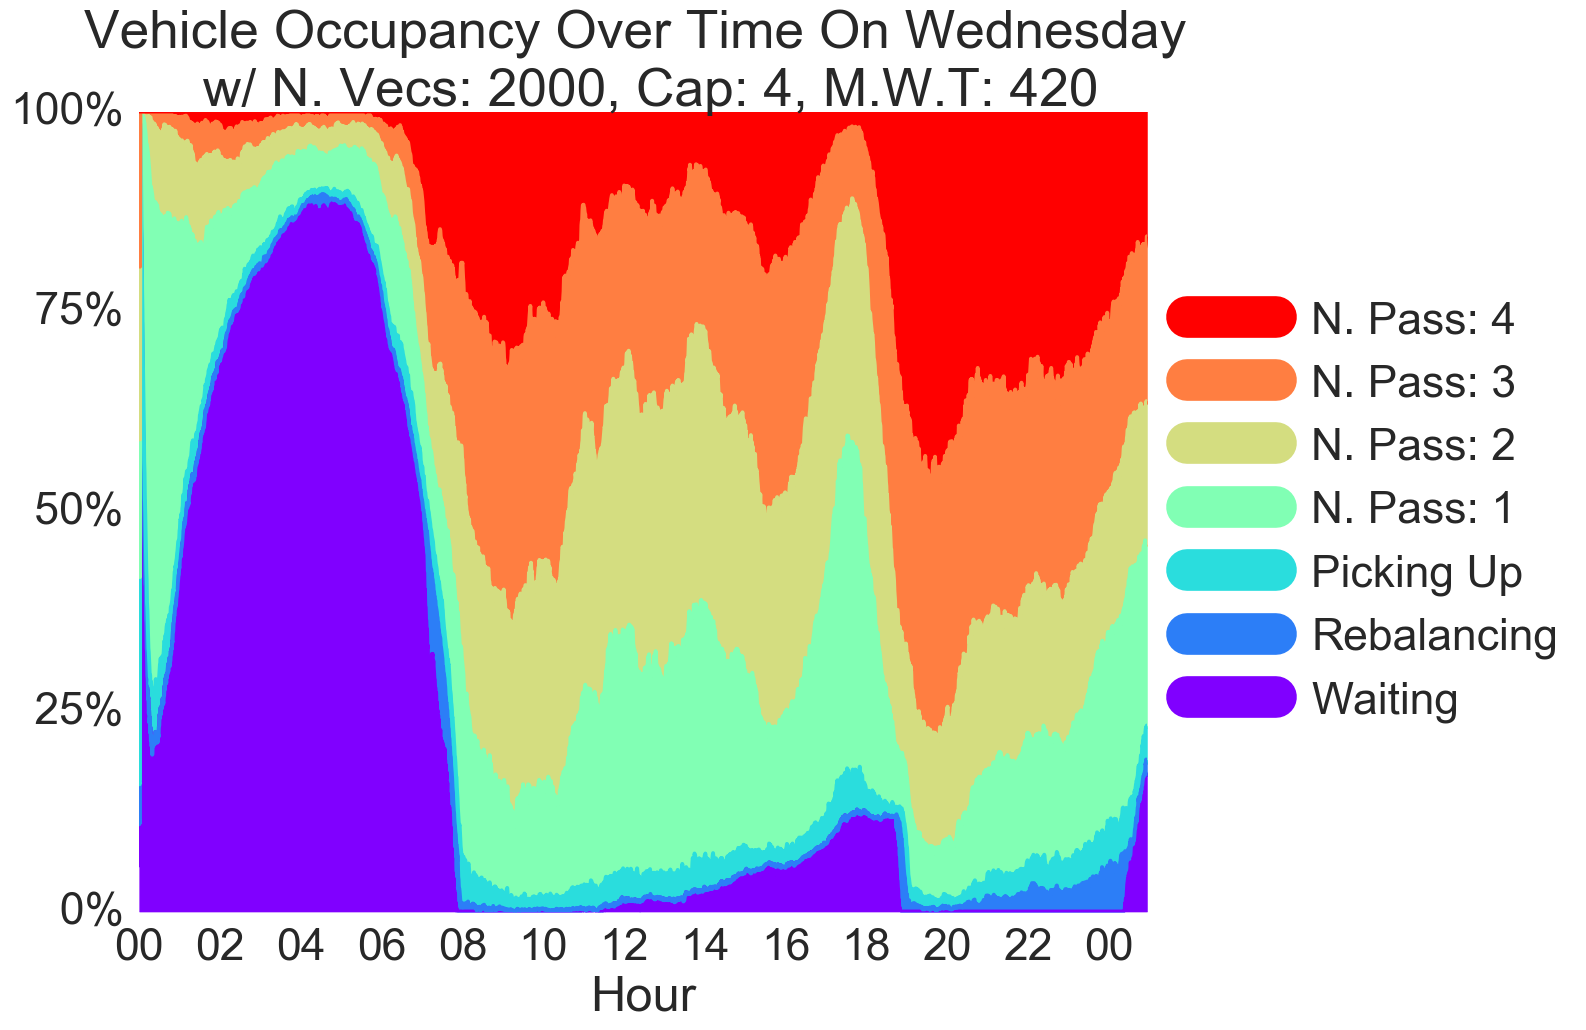 Vehicle Occupancy Over Time On Wednesday
w/ N. Vecs: 2000, Cap: 4, M.W.T: 420
100%
75%
50%
25%
0%
00 02 04 06 08 10 12 14 16 18 20 22 00
Hour
N. Pass: 4
N. Pass: 3
N. Pass: 2
N. Pass: 1
Picking Up
Rebalancing
Waiting